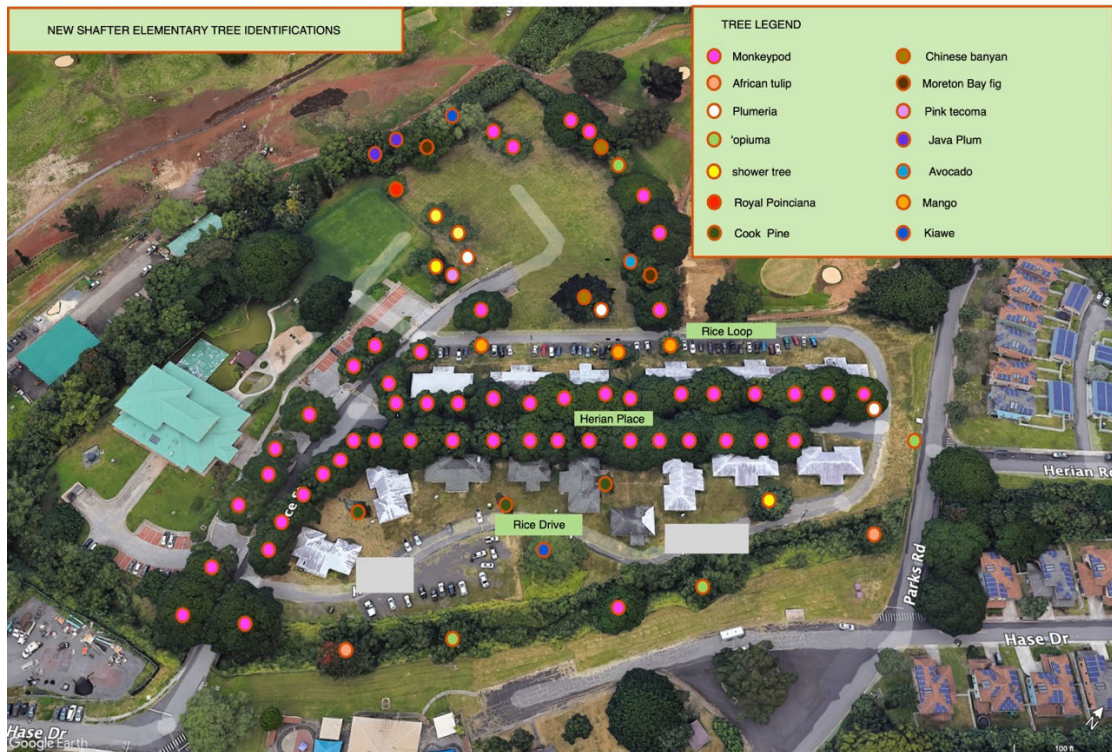 NEW SHAFTER ELEMENTARY TREE IDENTIFICATIONS
TREE LEGEND
Monkeypod
African tulip
Plumeria
'opiuma
shower tree
Royal Poinciana
Cook Pine
Chinese banyan
Moreton Bay fig
Pink tecoma
Java Plum
Avocado
Mango
Kiawe
Rice Loop
Herian Place
Rice Drive
Herian Rd
Parks Rd
Hase Dr
Hase Dr
Google Earth
N
100 ft